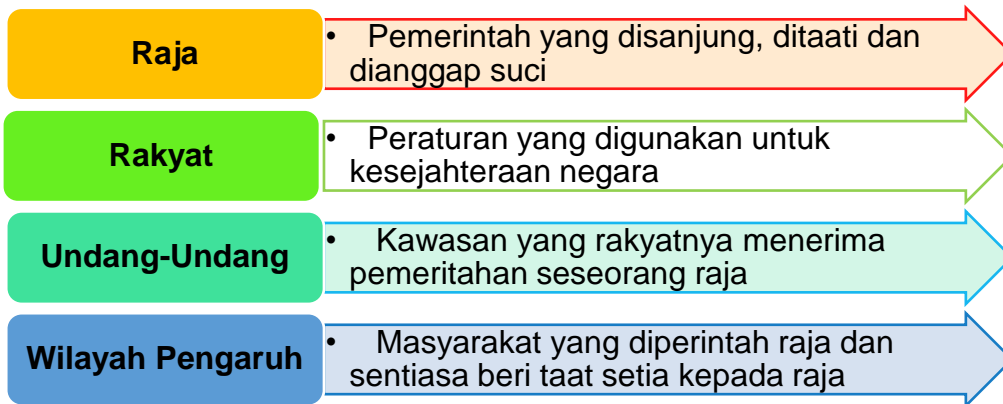 Raja
• Pemerintah yang disanjung, ditaati dan
dianggap suci
Rakyat
• Peraturan yang digunakan untuk
kesejahteraan negara
Undang-Undang
• Kawasan yang rakyatnya menerima
pemeritahan seseorang raja
Wilayah Pengaruh
• Masyarakat yang diperintah raja dan
sentiasa beri taat setia kepada raja